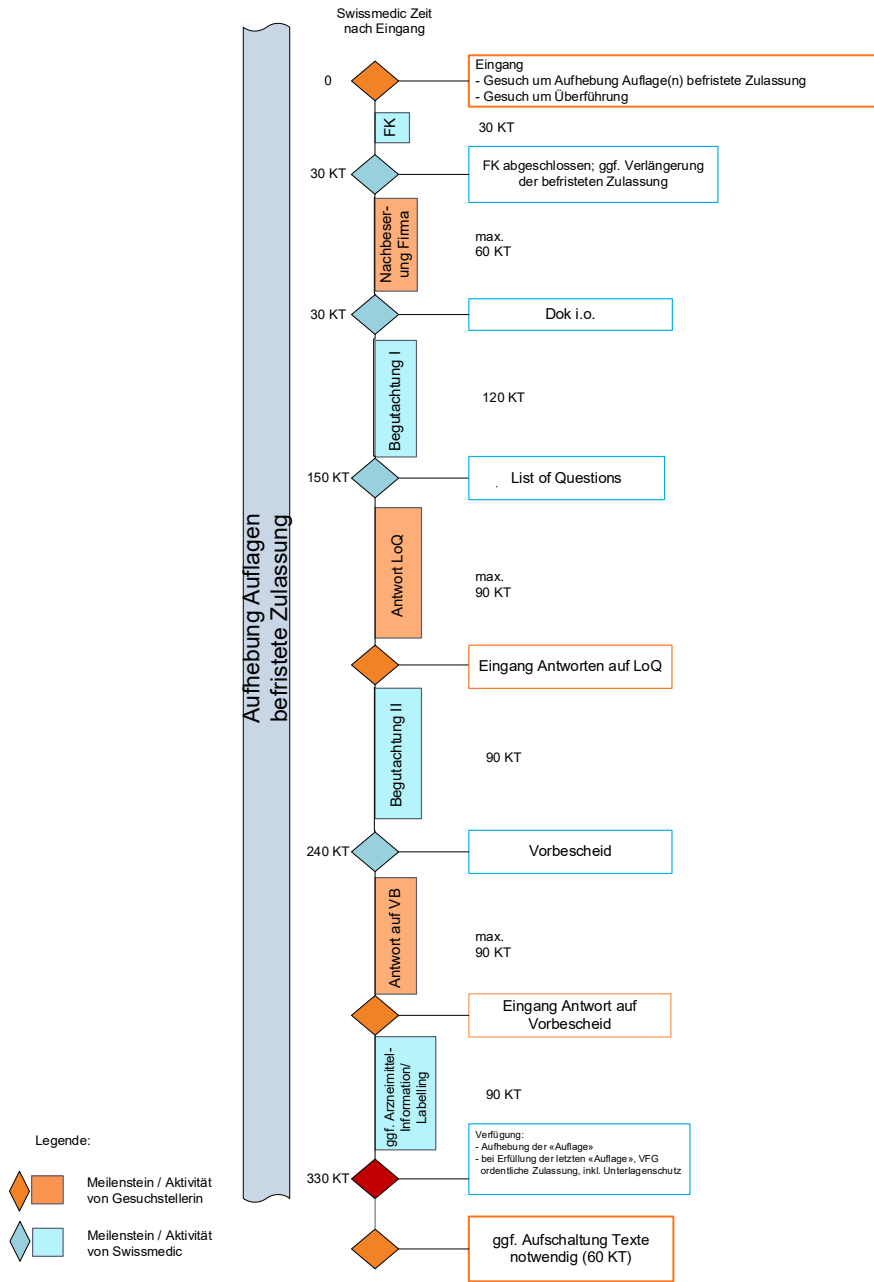 Swissmedic Zeit
nach Eingang
0
Eingang
- Gesuch um Aufhebung Auflage(n) befristete Zulassung
- Gesuch um Überführung
FK
30 KT
30 KT
FK abgeschlossen; ggf. Verlängerung
der befristeten Zulassung
Nachbeser-
ung Firma
max.
60 KT
30 KT
Dok i.o.
Begutachtung I
120 KT
150 KT
List of Questions
Aufhebung Auflagen
befristete Zulassung
Antwort LoQ
max.
90 KT
Eingang Antworten auf LoQ
Begutachtung II
90 KT
240 KT
Vorbescheid
Antwort auf VB
max.
90 KT
Eingang Antwort auf
Vorbescheid
ggf. Arzneimittel-
Information/
Labelling
90 KT
Verfügung:
- Aufhebung der «Auflage»
- bei Erfüllung der letzten «Auflage», VFG
ordentliche Zulassung, inkl. Unterlagenschutz
330 KT
ggf. Aufschaltung Texte
notwendig (60 KT)
Legende:
Meilenstein / Aktivität
von Gesuchstellerin
Meilenstein / Aktivität
von Swissmedic